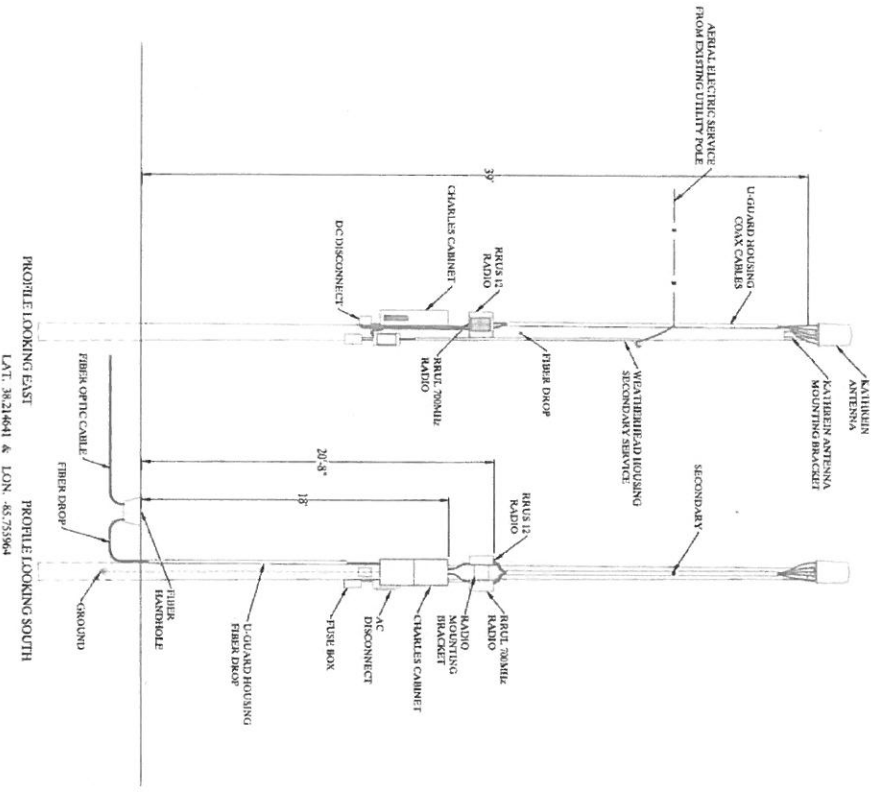 AERIAL ELECTRIC SERVICE
FROM EXISTING UTILITY POLE
39'
U-GUARD HOUSING
COAX CABLES
CHARLES CABINET
DC DISCONNECT
RRUS 12
RADIO
KATHREIN
ANTENNA
KATHREIN ANTENNA
MOUNTING BRACKET
WEATHERHEAD HOUSING
SECONDARY SERVICE
FIBER DROP
RRUL 700MHz
RADIO
PROFILE LOOKING EAST
20'-8"
18'
SECONDARY
RRUS 12
RADIO
RRUL 700MHz
RADIO
RADIO
MOUNTING
BRACKET
CHARLES CABINET
AC
DISCONNECT
FUSE BOX
U-GUARD HOUSING
FIBER DROP
FIBER
HANDHOLE
GROUND
FIBER OPTIC CABLE
FIBER DROP
PROFILE LOOKING SOUTH
LAT. 38.214641 & LON. -85.755964